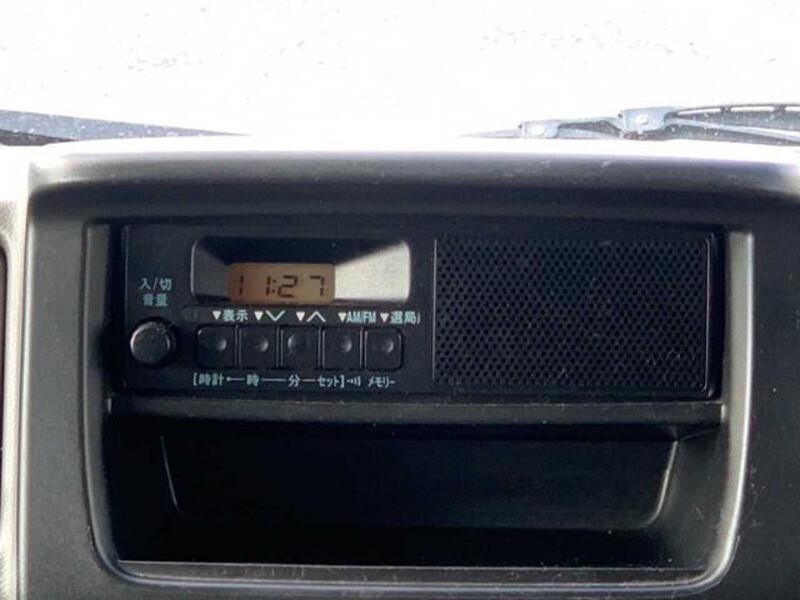 11:27
入/切
音量
▼表示 ▼∨ ▼∧ ▼AM/FM ▼選局
[時計 時 分 セット] メモリー